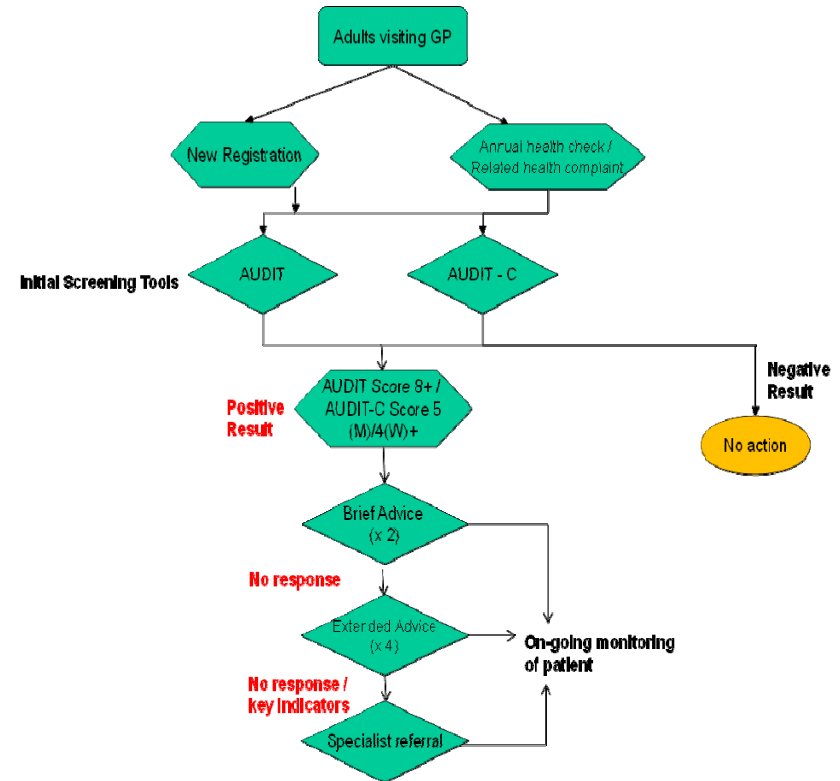 Adults visiting GP
New Registration
Annual health check /
Related health complaint
Initial Screening Tools
AUDIT
AUDIT - C
Negative
Result
Positive
Result
AUDIT Score 8+ /
AUDIT-C Score 5
(M)/4(W)+
No action
Brief Advice
(x 2)
No response
Extended Advice
(x 4)
On-going monitoring
of patient
No response /
key indicators
Specialist referral